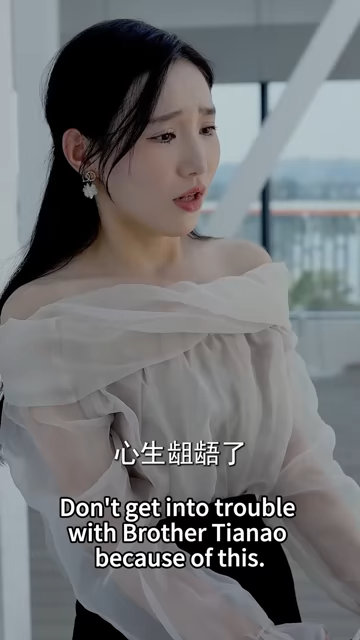 心生龃龉了
Don't get into trouble
with Brother Tianao
because of this.